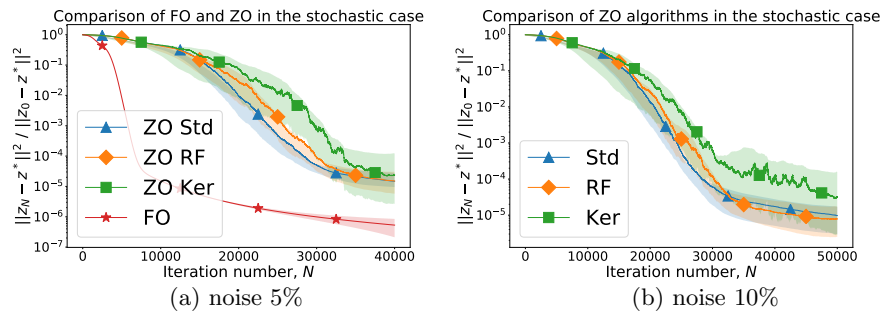 Comparison of FO and ZO in the stochastic case
||z_N − z*||² / ||z_0 − z*||²
10^0
10^−1
10^−2
10^−3
10^−4
10^−5
10^−6
10^−7
ZO Std
ZO RF
ZO Ker
FO
0 10000 20000 30000 40000
Iteration number, N
(a) noise 5%
Comparison of ZO algorithms in the stochastic case
||z_N − z*||² / ||z_0 − z*||²
10^0
10^−1
10^−2
10^−3
10^−4
10^−5
Std
RF
Ker
0 10000 20000 30000 40000 50000
Iteration number, N
(b) noise 10%